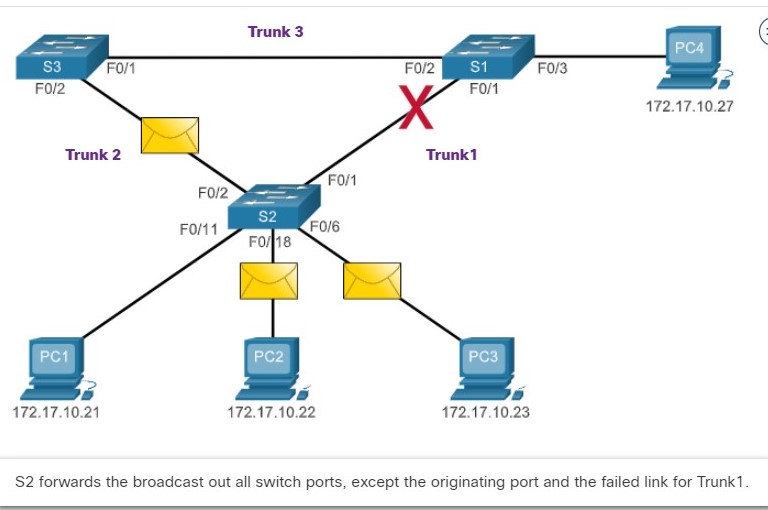 Trunk 3
S3
F0/1
F0/2
S1
F0/3
PC4
F0/2
F0/1
172.17.10.27
Trunk 2
Trunk1
F0/2
F0/1
S2
F0/11
F0/18
F0/6
PC1
PC2
PC3
172.17.10.21
172.17.10.22
172.17.10.23
S2 forwards the broadcast out all switch ports, except the originating port and the failed link for Trunk1.